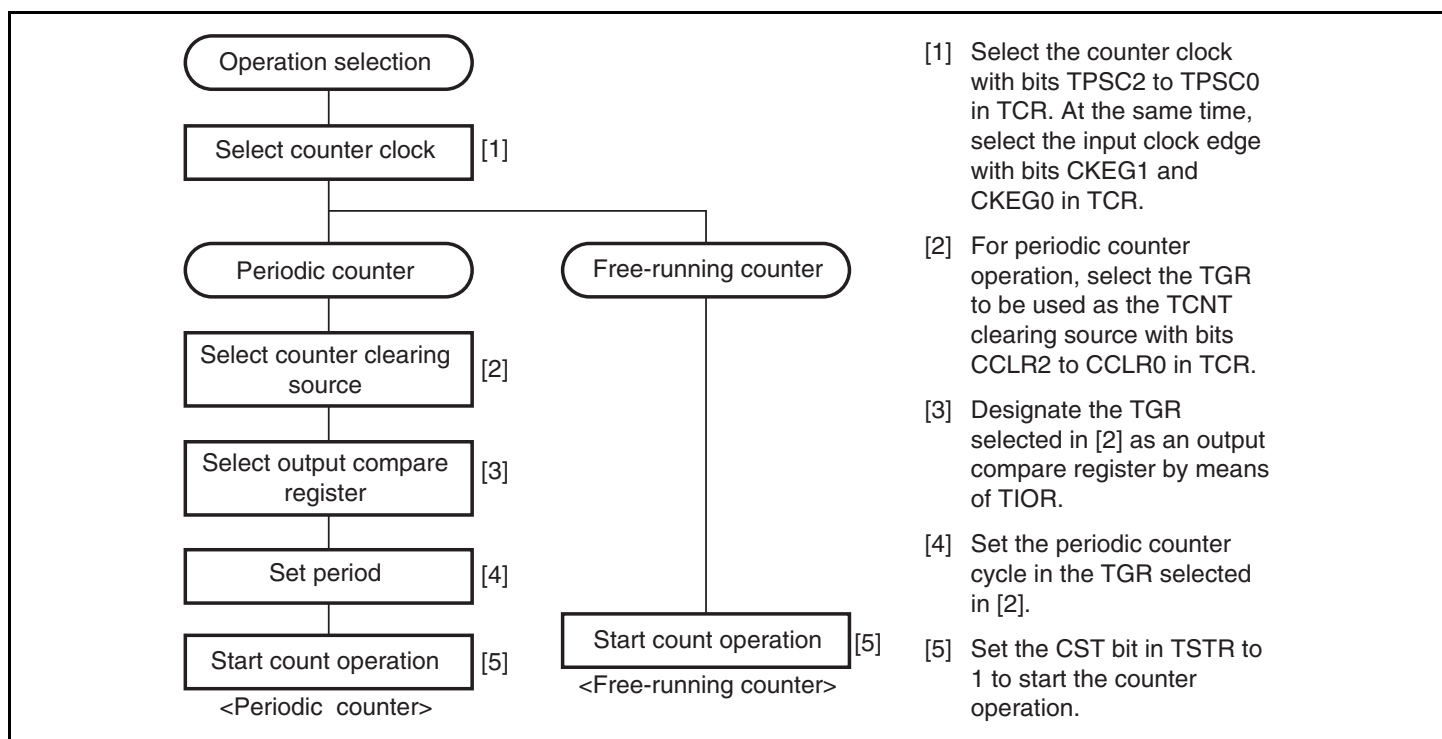 Operation selection
Select counter clock
[1]
Periodic counter
Free-running counter
Select counter clearing
source
[2]
Select output compare
register
[3]
Set period
[4]
Start count operation
[5]
<Periodic counter>
Start count operation
[5]
<Free-running counter>
[1] Select the counter clock
with bits TPSC2 to TPSC0
in TCR. At the same time,
select the input clock edge
with bits CKEG1 and
CKEG0 in TCR.
[2] For periodic counter
operation, select the TGR
to be used as the TCNT
clearing source with bits
CCLR2 to CCLR0 in TCR.
[3] Designate the TGR
selected in [2] as an output
compare register by means
of TIOR.
[4] Set the periodic counter
cycle in the TGR selected
in [2].
[5] Set the CST bit in TSTR to
1 to start the counter
operation.